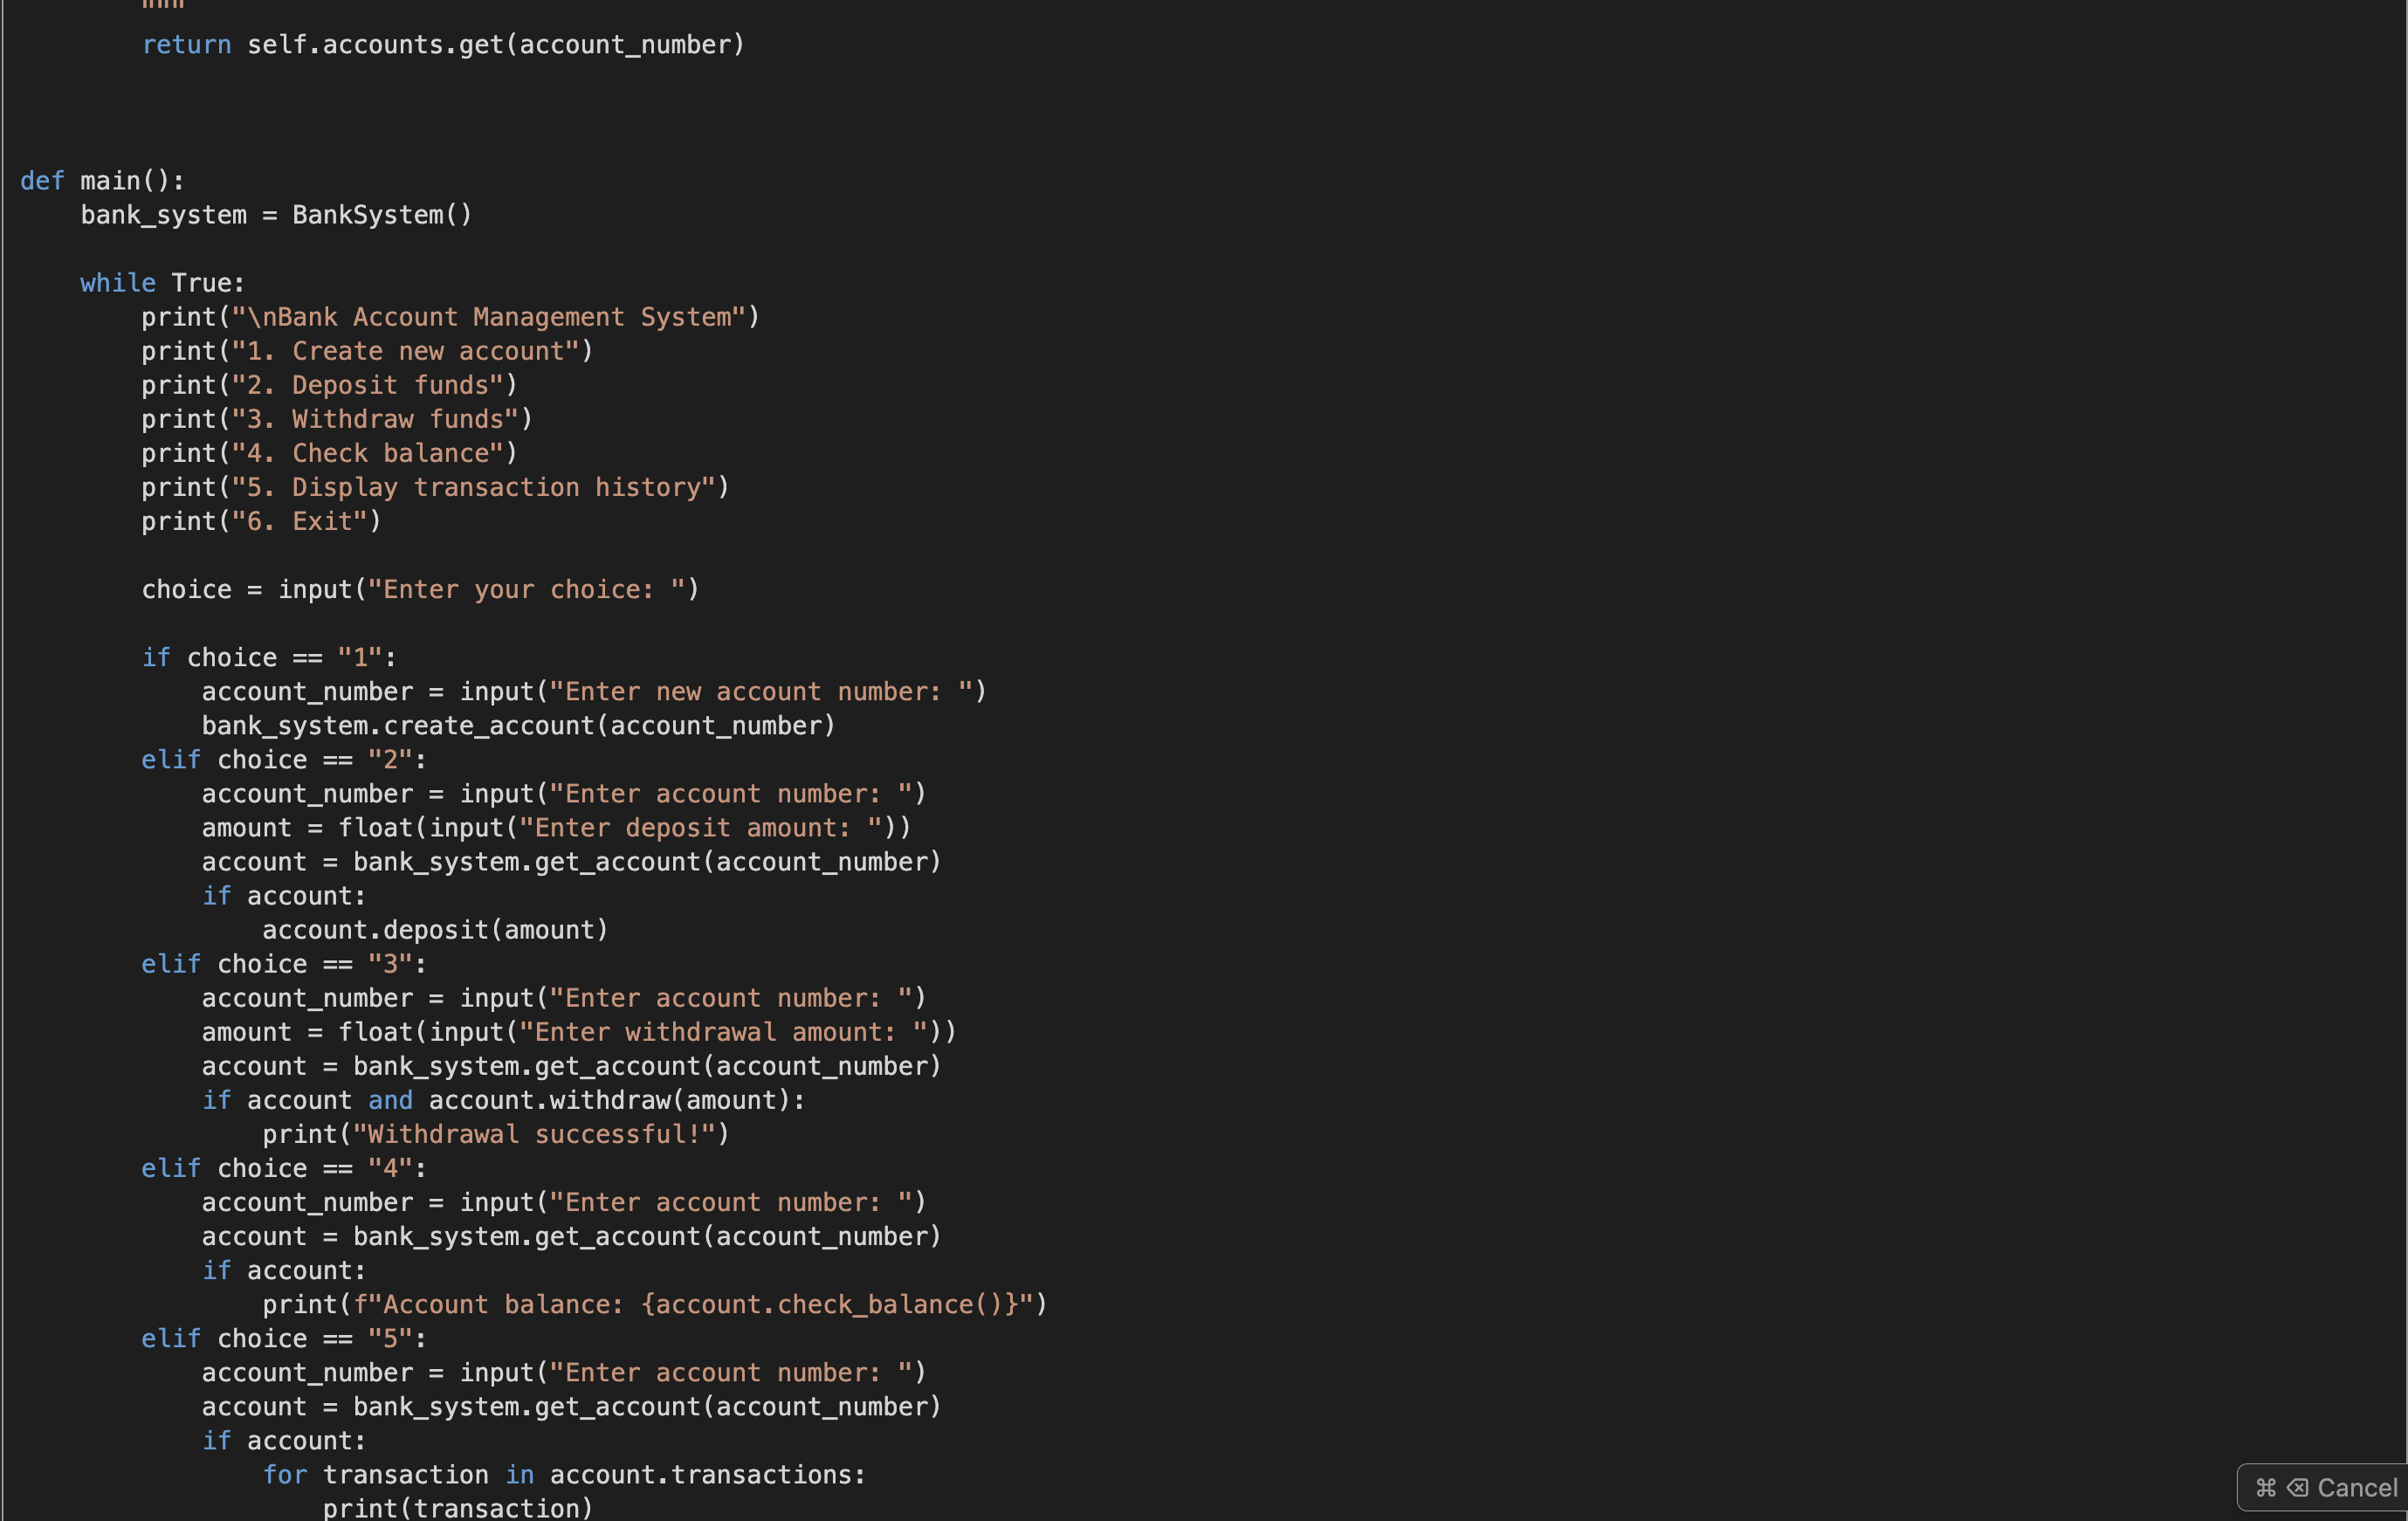 """
return self.accounts.get(account_number)
def main():
bank_system = BankSystem()
while True:
print("\nBank Account Management System")
print("1. Create new account")
print("2. Deposit funds")
print("3. Withdraw funds")
print("4. Check balance")
print("5. Display transaction history")
print("6. Exit")
choice = input("Enter your choice: ")
if choice == "1":
account_number = input("Enter new account number: ")
bank_system.create_account(account_number)
elif choice == "2":
account_number = input("Enter account number: ")
amount = float(input("Enter deposit amount: "))
account = bank_system.get_account(account_number)
if account:
account.deposit(amount)
elif choice == "3":
account_number = input("Enter account number: ")
amount = float(input("Enter withdrawal amount: "))
account = bank_system.get_account(account_number)
if account and account.withdraw(amount):
print("Withdrawal successful!")
elif choice == "4":
account_number = input("Enter account number: ")
account = bank_system.get_account(account_number)
if account:
print(f"Account balance: {account.check_balance()}")
elif choice == "5":
account_number = input("Enter account number: ")
account = bank_system.get_account(account_number)
if account:
for transaction in account.transactions:
print(transaction)
⌘ ⌫ Cancel